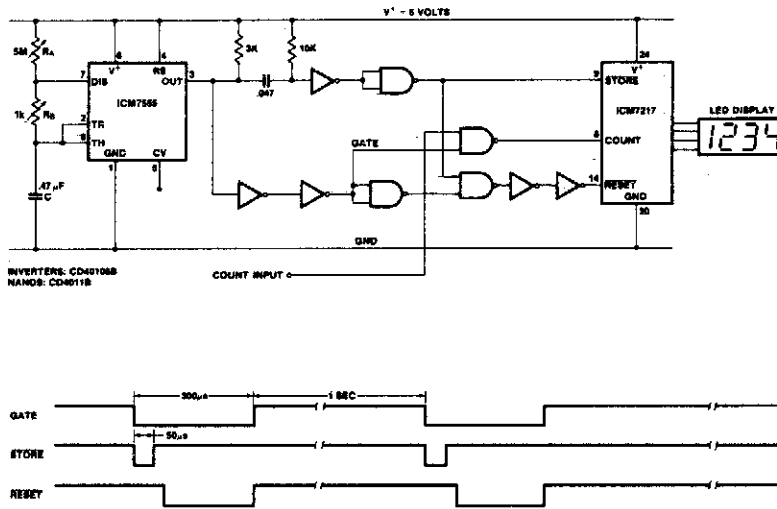 V⁺ = 5 VOLTS
5M
RA
1k
RB
.47 µF
C
7
2
6
8
4
3
1
5
V⁺
RS
DIS
OUT
ICM7555
TR
TH
GND
CV
3K
10K
.047
GATE
COUNT INPUT
GND
9
8
14
24
20
V⁺
STORE
ICM7217
COUNT
RESET
GND
LED DISPLAY
1234
INVERTERS: CD40106B
NANDS: CD4011B
300µs
1 SEC
GATE
50µs
STORE
RESET